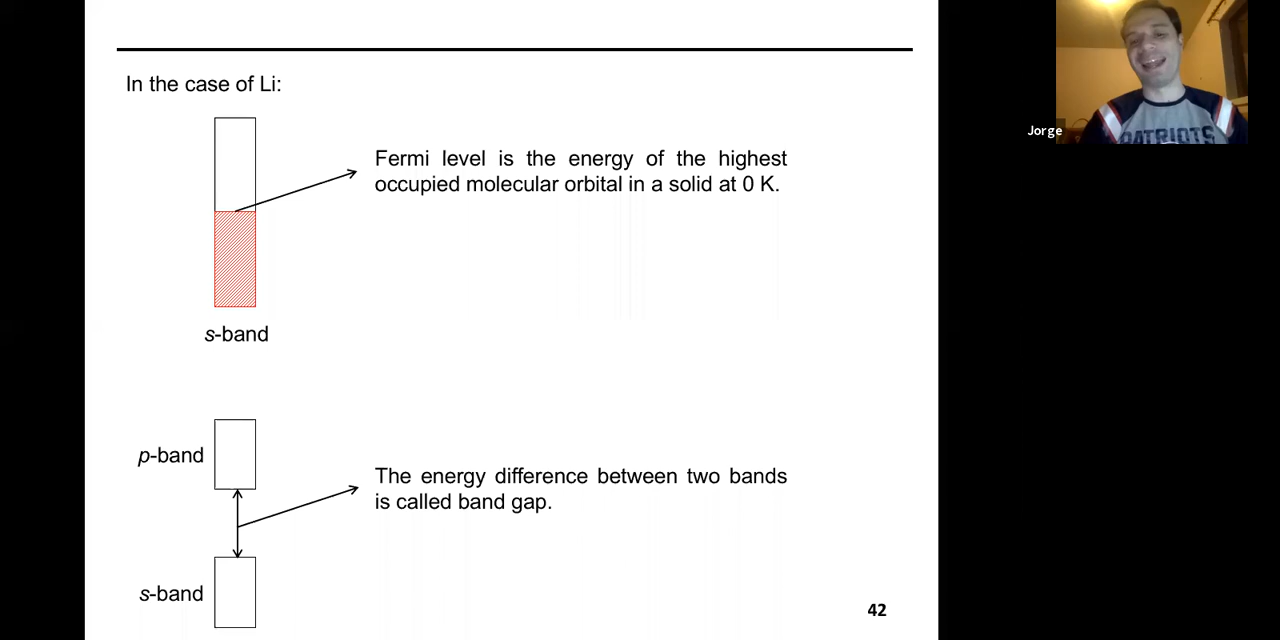 In the case of Li:
Fermi level is the energy of the highest
occupied molecular orbital in a solid at 0 K.
s-band
p-band
The energy difference between two bands
is called band gap.
s-band
42
Jorge
PATRIOTS